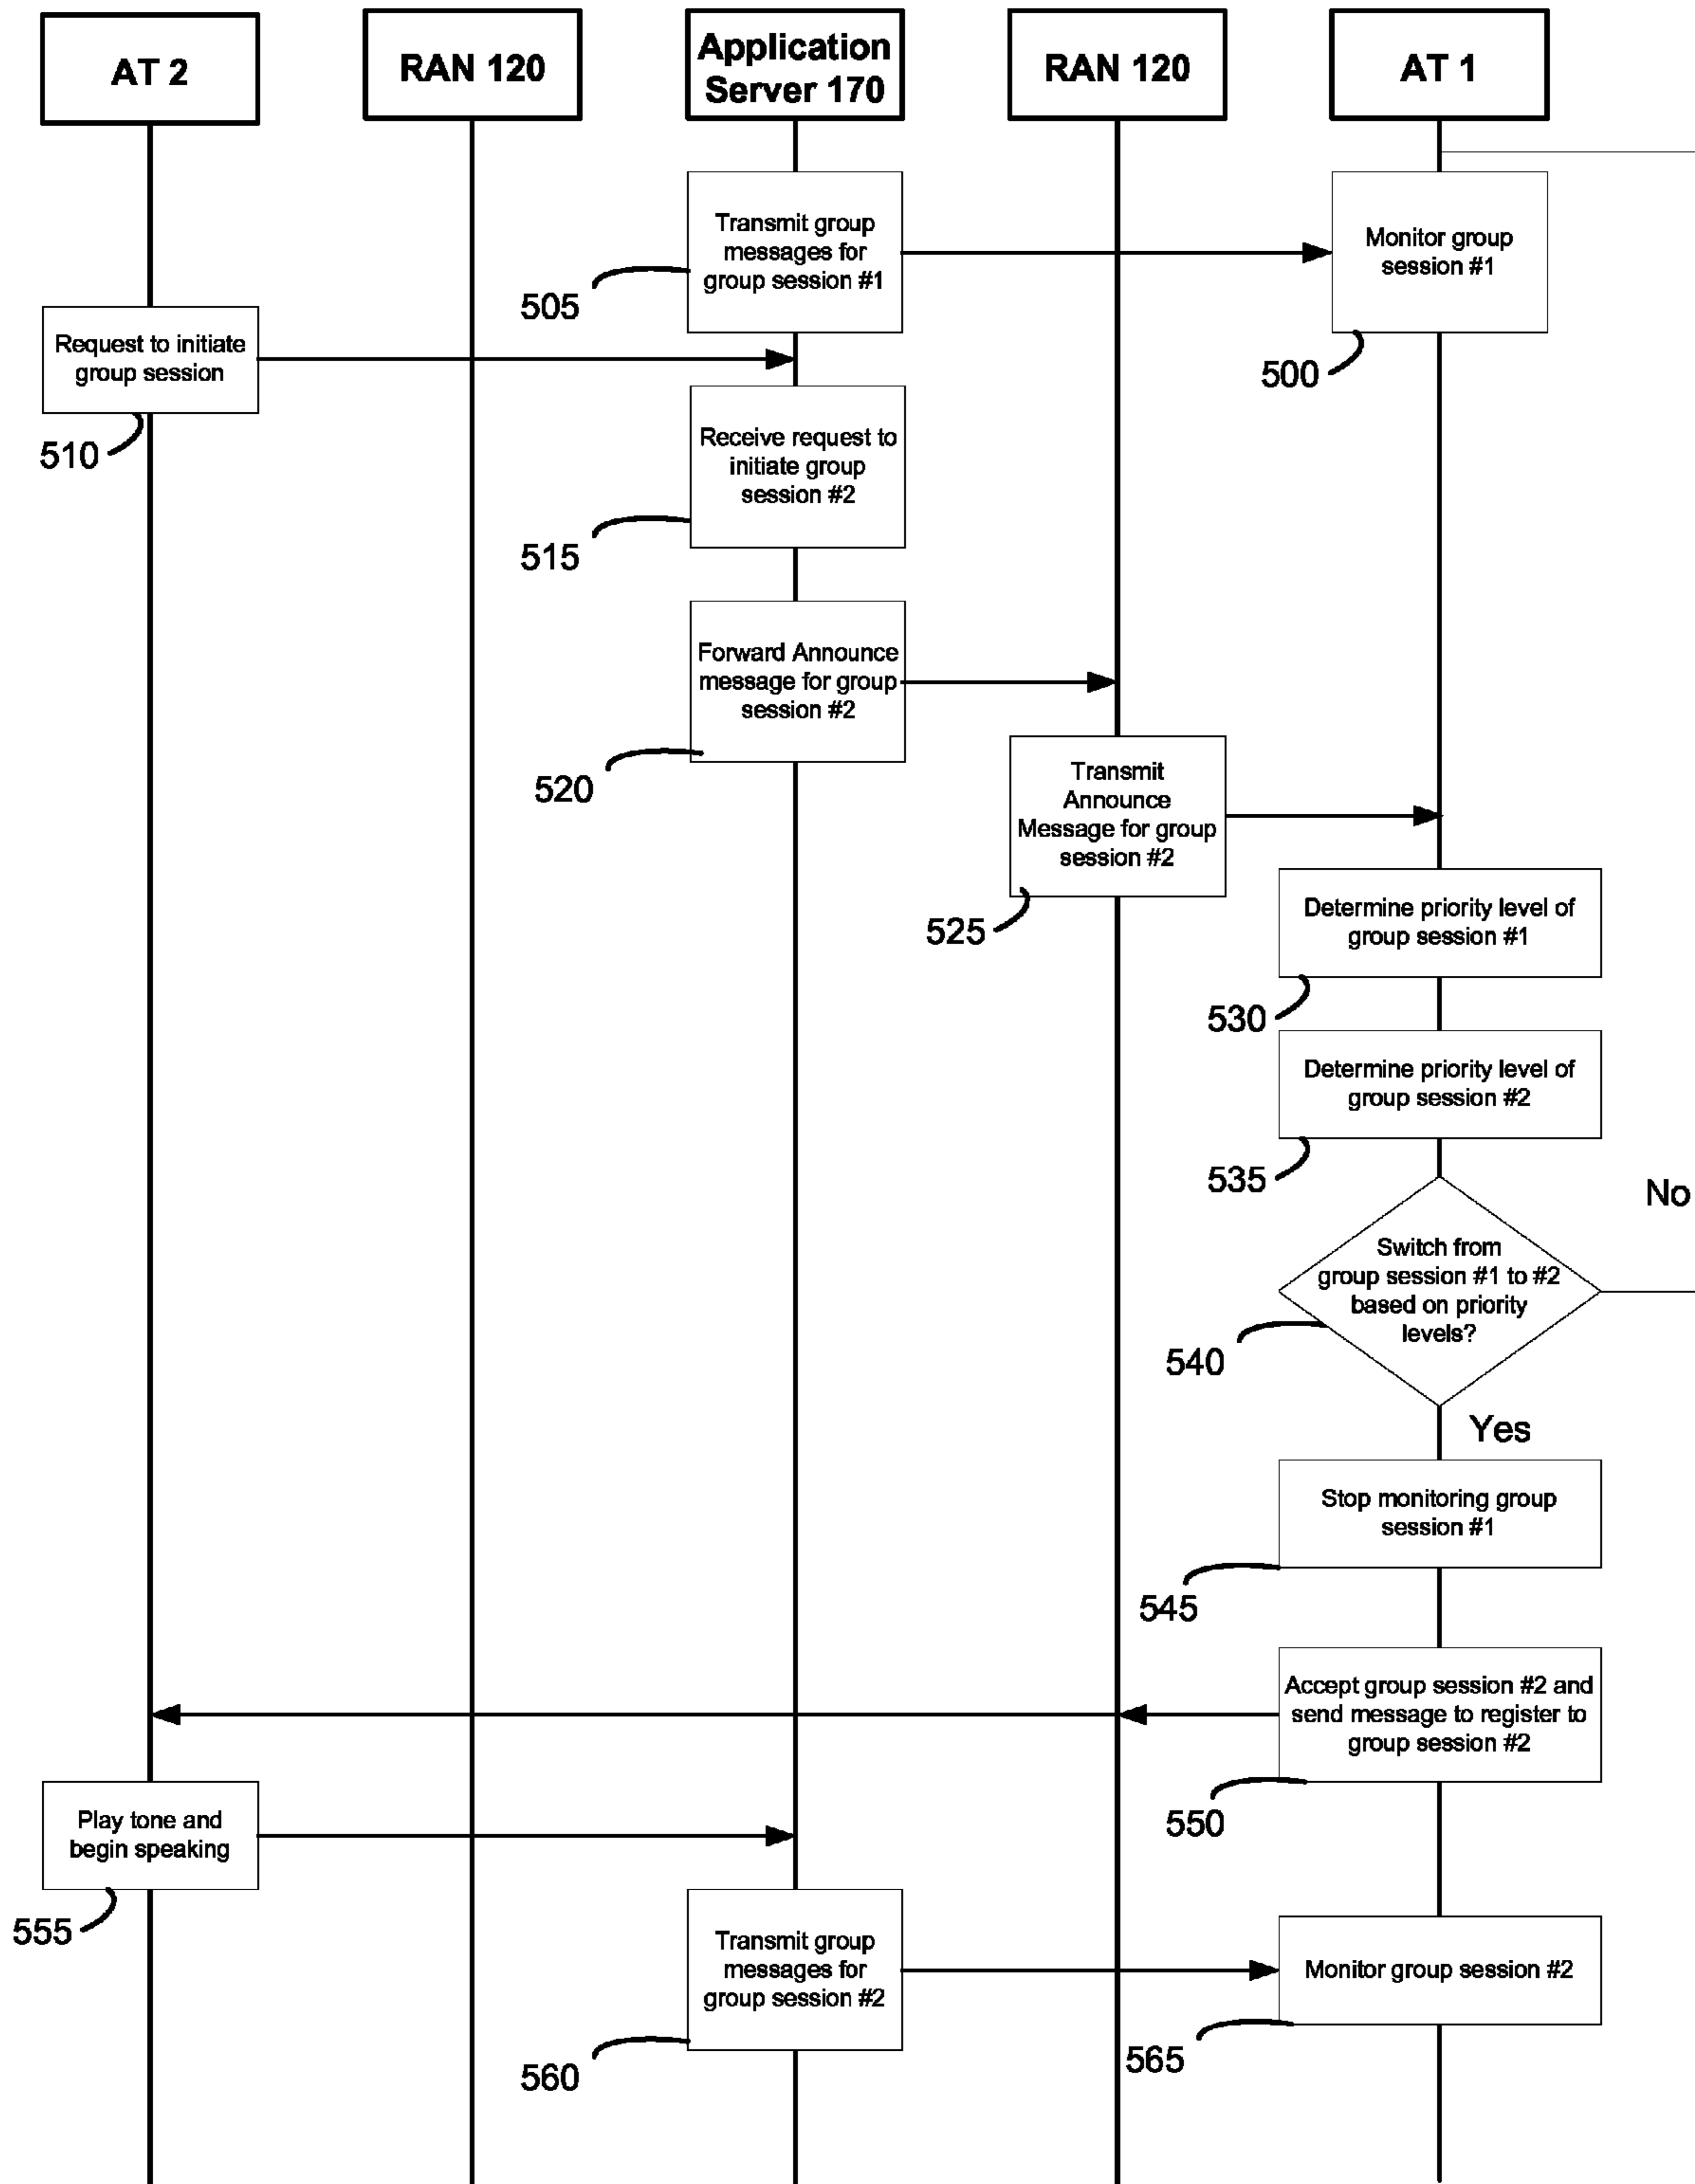 AT 2
RAN 120
Application
Server 170
RAN 120
AT 1
Transmit group
messages for
group session #1
505
Monitor group
session #1
500
Request to initiate
group session
510
Receive request to
initiate group
session #2
515
Forward Announce
message for group
session #2
520
Transmit
Announce
Message for group
session #2
525
Determine priority level of
group session #1
530
Determine priority level of
group session #2
535
No
Switch from
group session #1 to #2
based on priority
levels?
540
Yes
Stop monitoring group
session #1
545
Accept group session #2 and
send message to register to
group session #2
550
Play tone and
begin speaking
555
Transmit group
messages for
group session #2
560
Monitor group session #2
565